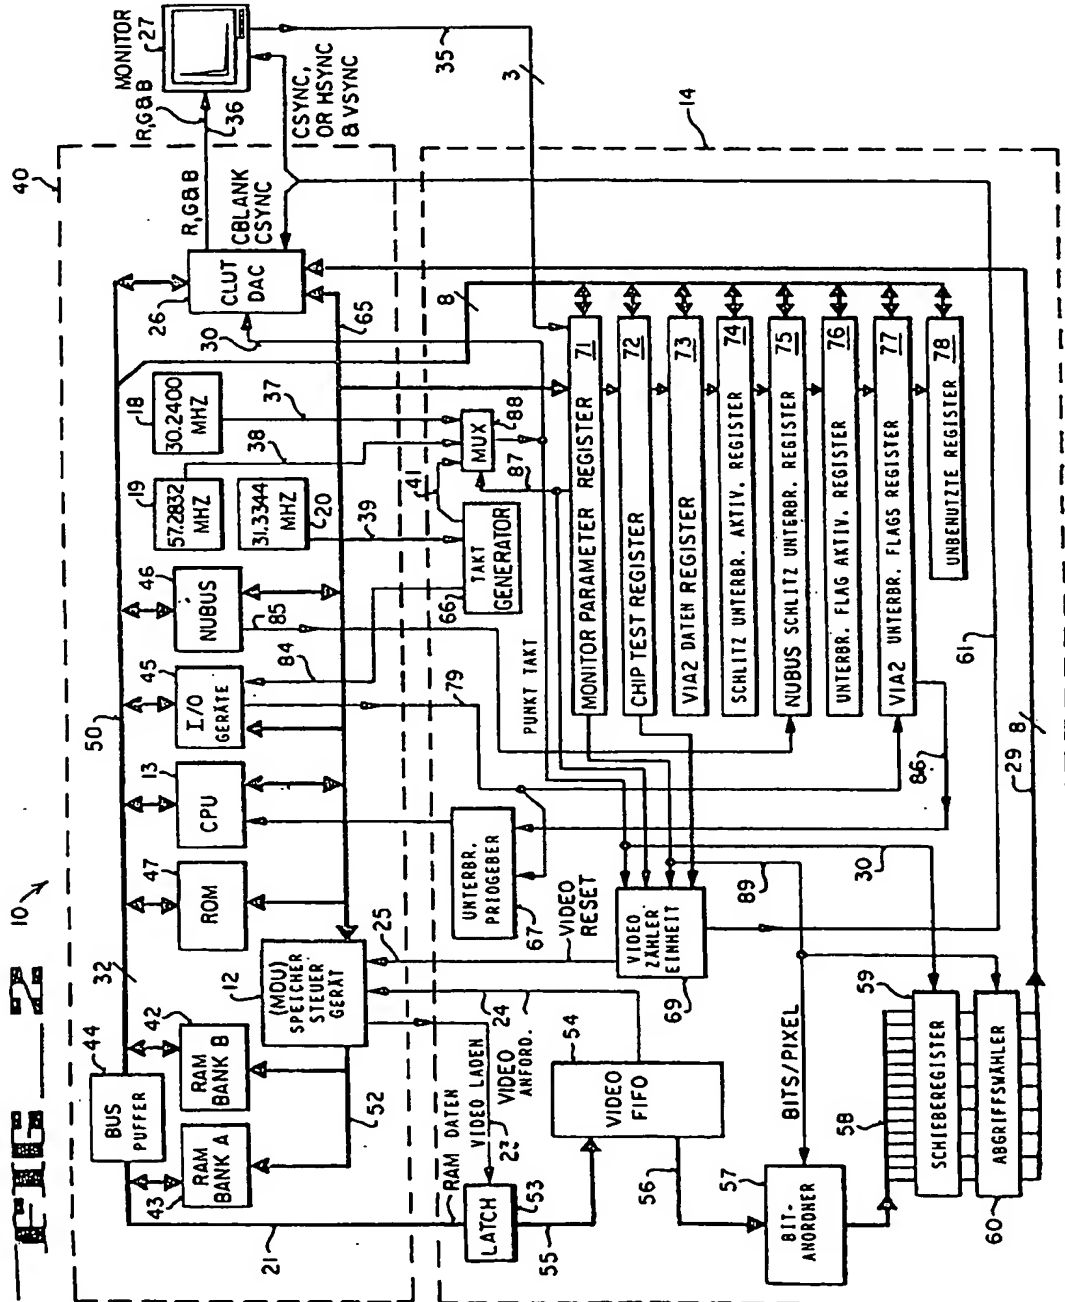 FIG 2
10
40
R,G&B
36
MONITOR
27
CSYNC,
OR HSYNC
& VSYNC
35
3
14
44
BUS
PUFFER
32
50
42
RAM
BANK B
43
RAM
BANK A
21
47
ROM
13
CPU
45
I/O
GERÄTE
46
NUBUS
85
84
79
19
57.2832
MHZ
18
30.2400
MHZ
31.3344
MHZ
20
37
38
39
26
CLUT
DAC
R,G&B
CBLANK
CSYNC
30
65
8
12
(MDU)
SPEICHER
STEUER
GERÄT
52
RAM DATEN
VIDEO LADEN
23
24
VIDEO
ANFORD.
25
VIDEO
RESET
LATCH
53
55
54
VIDEO
FIFO
56
57
BIT-
ANORDNER
BITS/PIXEL
58
SCHIEBEREGISTER
59
ABGRIFFSWÄHLER
60
UNTERBR.
PRIOGEBER
67
VIDEO
ZÄHLER
EINHEIT
69
89
30
66
TAKT
GENERATOR
41
MUX
88
87
PUNKT TAKT
MONITOR PARAMETER REGISTER 71
CHIP TEST REGISTER 72
VIA2 DATEN REGISTER 73
SCHLITZ UNTERBR. AKTIV. REGISTER 74
NUBUS SCHLITZ UNTERBR. REGISTER 75
UNTERBR. FLAG AKTIV. REGISTER 76
VIA2 UNTERBR. FLAGS REGISTER 77
UNBENUTZTE REGISTER 78
86
61
29
8